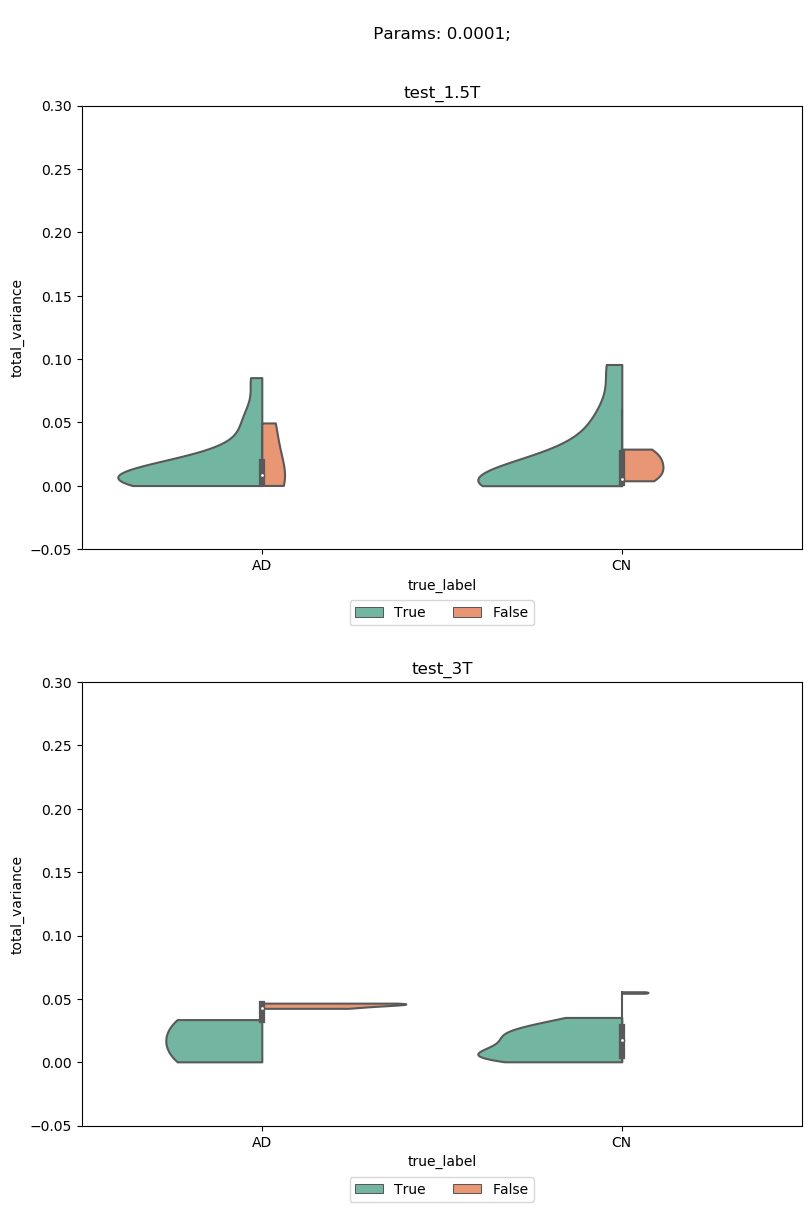 Params: 0.0001;
test_1.5T
0.30
0.25
0.20
0.15
0.10
0.05
0.00
−0.05
total_variance
AD CN
true_label
True False
test_3T
0.30
0.25
0.20
0.15
0.10
0.05
0.00
−0.05
total_variance
AD CN
true_label
True False